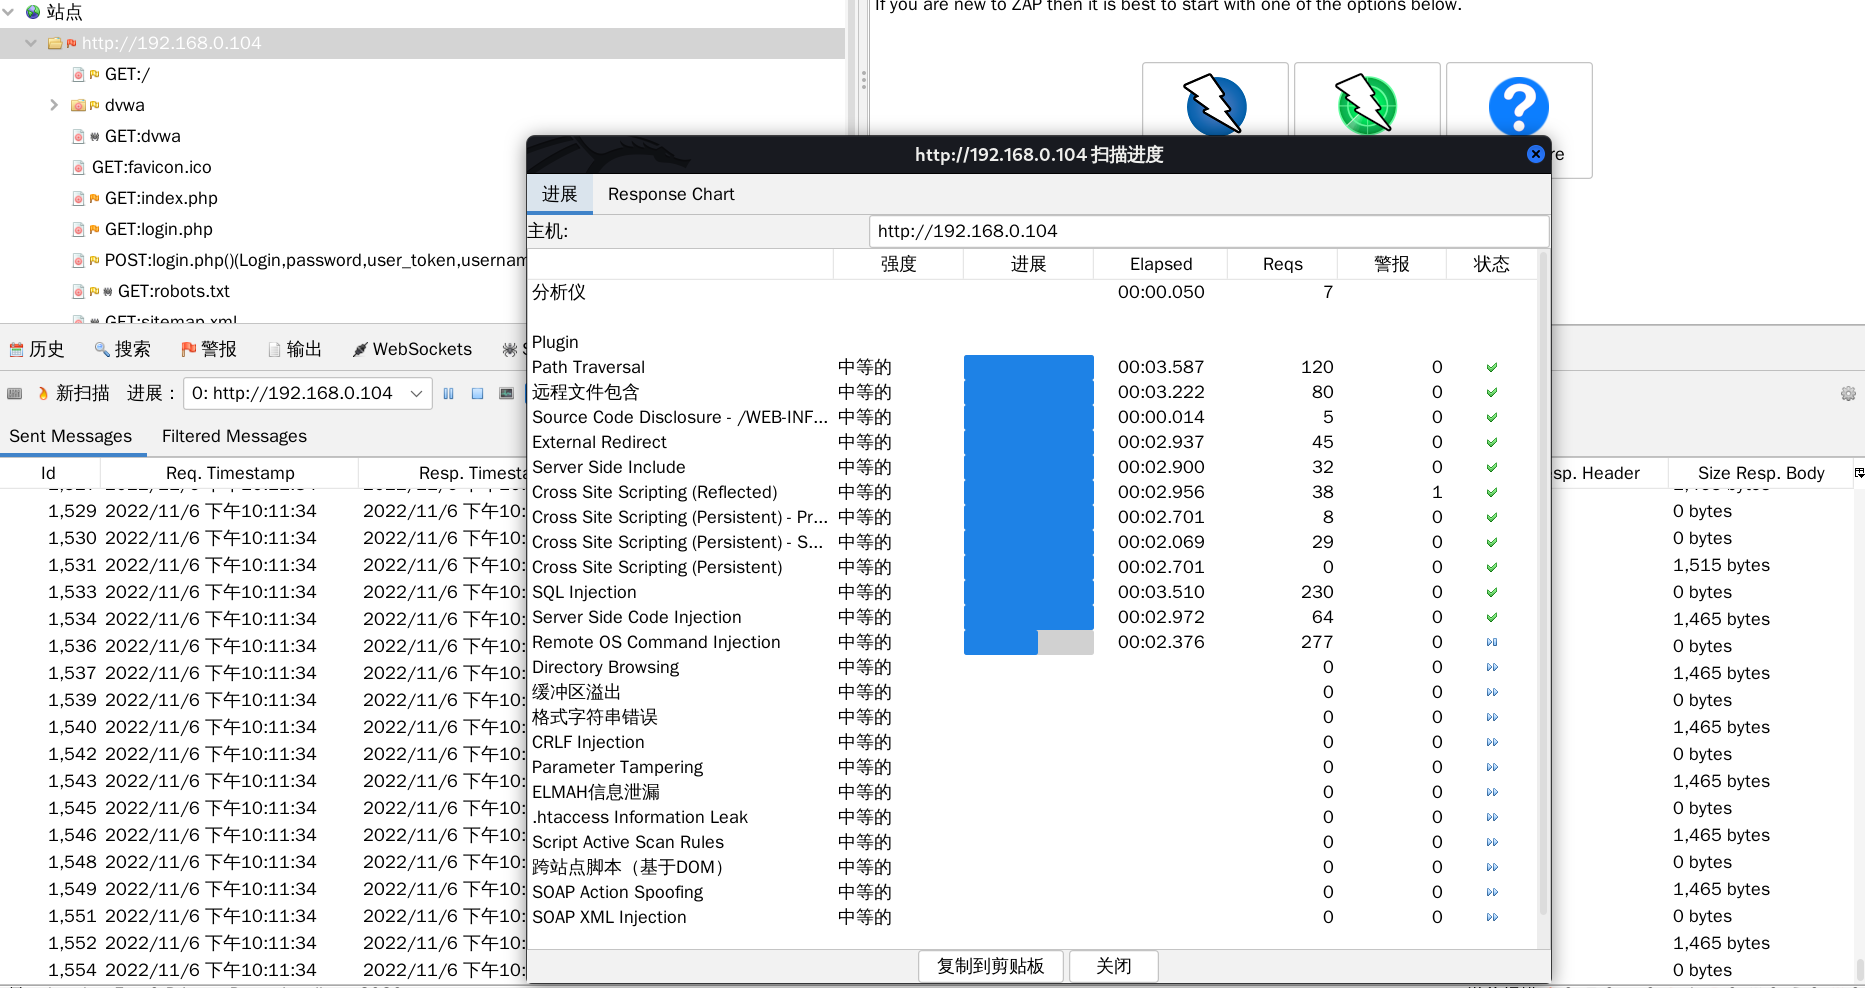 站点
If you are new to ZAP then it is best to start with one of the options below.
http://192.168.0.104
GET:/
dvwa
GET:dvwa
GET:favicon.ico
GET:index.php
GET:login.php
POST:login.php()(Login,password,user_token,usernam
GET:robots.txt
GET:sitemap.xml
re
历史
搜索
警报
输出
WebSockets
新扫描
进展：
0: http://192.168.0.104
Sent Messages
Filtered Messages
Id Req. Timestamp Resp. Timesta sp. Header Size Resp. Body
1,529 2022/11/6 下午10:11:34 2022/11/6 下午10: 0 bytes
1,530 2022/11/6 下午10:11:34 2022/11/6 下午10: 0 bytes
1,531 2022/11/6 下午10:11:34 2022/11/6 下午10: 1,515 bytes
1,533 2022/11/6 下午10:11:34 2022/11/6 下午10: 0 bytes
1,534 2022/11/6 下午10:11:34 2022/11/6 下午10: 1,465 bytes
1,536 2022/11/6 下午10:11:34 2022/11/6 下午10: 0 bytes
1,537 2022/11/6 下午10:11:34 2022/11/6 下午10: 1,465 bytes
1,539 2022/11/6 下午10:11:34 2022/11/6 下午10: 0 bytes
1,540 2022/11/6 下午10:11:34 2022/11/6 下午10: 1,465 bytes
1,542 2022/11/6 下午10:11:34 2022/11/6 下午10: 0 bytes
1,543 2022/11/6 下午10:11:34 2022/11/6 下午10: 1,465 bytes
1,545 2022/11/6 下午10:11:34 2022/11/6 下午10: 0 bytes
1,546 2022/11/6 下午10:11:34 2022/11/6 下午10: 1,465 bytes
1,548 2022/11/6 下午10:11:34 2022/11/6 下午10: 0 bytes
1,549 2022/11/6 下午10:11:34 2022/11/6 下午10: 1,465 bytes
1,551 2022/11/6 下午10:11:34 2022/11/6 下午10: 0 bytes
1,552 2022/11/6 下午10:11:34 2022/11/6 下午10: 1,465 bytes
1,554 2022/11/6 下午10:11:34 2022/11/6 下午10: 0 bytes
http://192.168.0.104 扫描进度
进展 Response Chart
主机: http://192.168.0.104
强度 进展 Elapsed Reqs 警报 状态
分析仪 00:00.050 7
Plugin
Path Traversal 中等的 00:03.587 120 0
远程文件包含 中等的 00:03.222 80 0
Source Code Disclosure - /WEB-INF... 中等的 00:00.014 5 0
External Redirect 中等的 00:02.937 45 0
Server Side Include 中等的 00:02.900 32 0
Cross Site Scripting (Reflected) 中等的 00:02.956 38 1
Cross Site Scripting (Persistent) - Pr... 中等的 00:02.701 8 0
Cross Site Scripting (Persistent) - S... 中等的 00:02.069 29 0
Cross Site Scripting (Persistent) 中等的 00:02.701 0 0
SQL Injection 中等的 00:03.510 230 0
Server Side Code Injection 中等的 00:02.972 64 0
Remote OS Command Injection 中等的 00:02.376 277 0
Directory Browsing 中等的 0 0
缓冲区溢出 中等的 0 0
格式字符串错误 中等的 0 0
CRLF Injection 中等的 0 0
Parameter Tampering 中等的 0 0
ELMAH信息泄漏 中等的 0 0
.htaccess Information Leak 中等的 0 0
Script Active Scan Rules 中等的 0 0
跨站点脚本（基于DOM） 中等的 0 0
SOAP Action Spoofing 中等的 0 0
SOAP XML Injection 中等的 0 0
复制到剪贴板 关闭